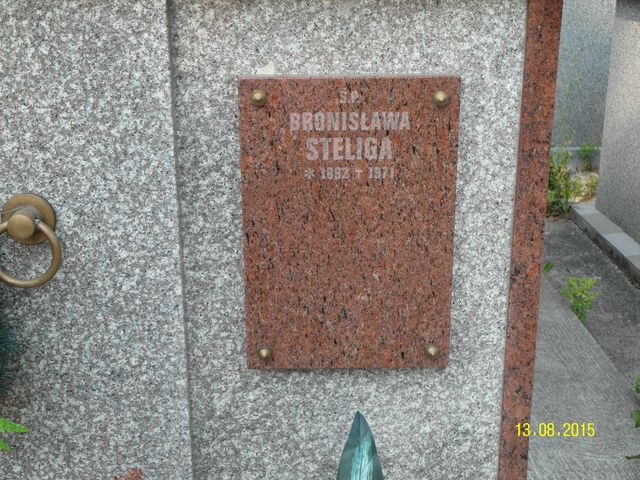 Ś.P.
BRONISŁAWA
STELIGA
* 1892 † 1971
13.08.2015